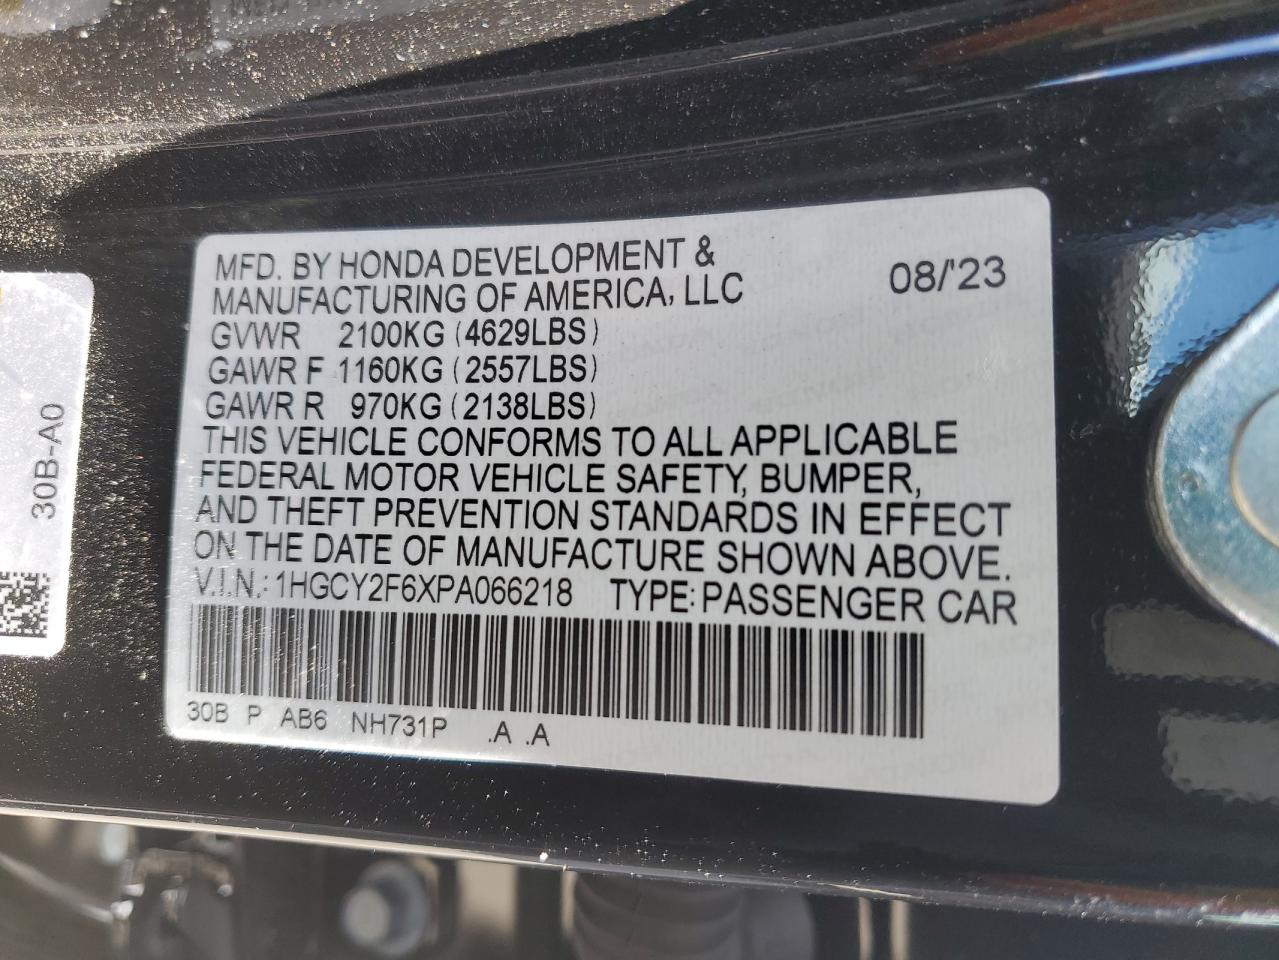 MFD. BY HONDA DEVELOPMENT &
MANUFACTURING OF AMERICA, LLC 08/'23
GVWR 2100KG (4629LBS)
GAWR F 1160KG (2557LBS)
GAWR R 970KG (2138LBS)
THIS VEHICLE CONFORMS TO ALL APPLICABLE
FEDERAL MOTOR VEHICLE SAFETY, BUMPER,
AND THEFT PREVENTION STANDARDS IN EFFECT
ON THE DATE OF MANUFACTURE SHOWN ABOVE.
V.I.N.: 1HGCY2F6XPA066218 TYPE: PASSENGER CAR
30B P AB6 NH731P .A .A
30B-A0